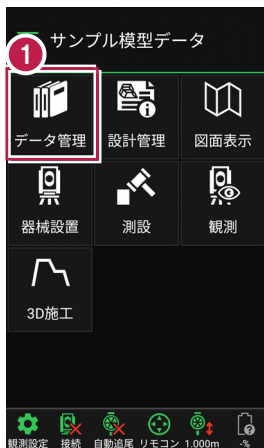 1
サンプル模型データ
データ管理 設計管理 図面表示
器械設置 測設 観測
3D施工
観測設定 接続 自動追尾 リモコン 1.000m -%